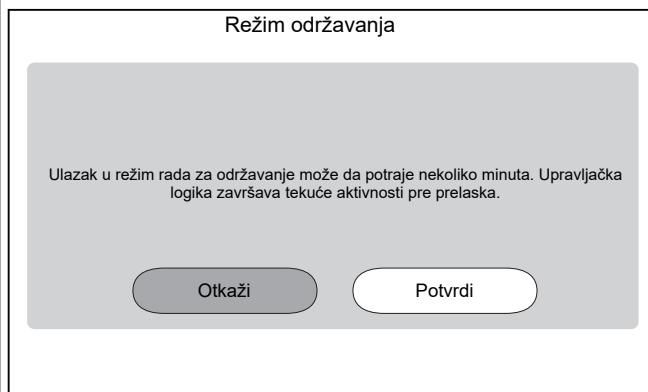 Režim održavanja
Ulazak u režim rada za održavanje može da potraje nekoliko minuta. Upravljačka
logika završava tekuće aktivnosti pre prelaska.
Otkaži
Potvrdi